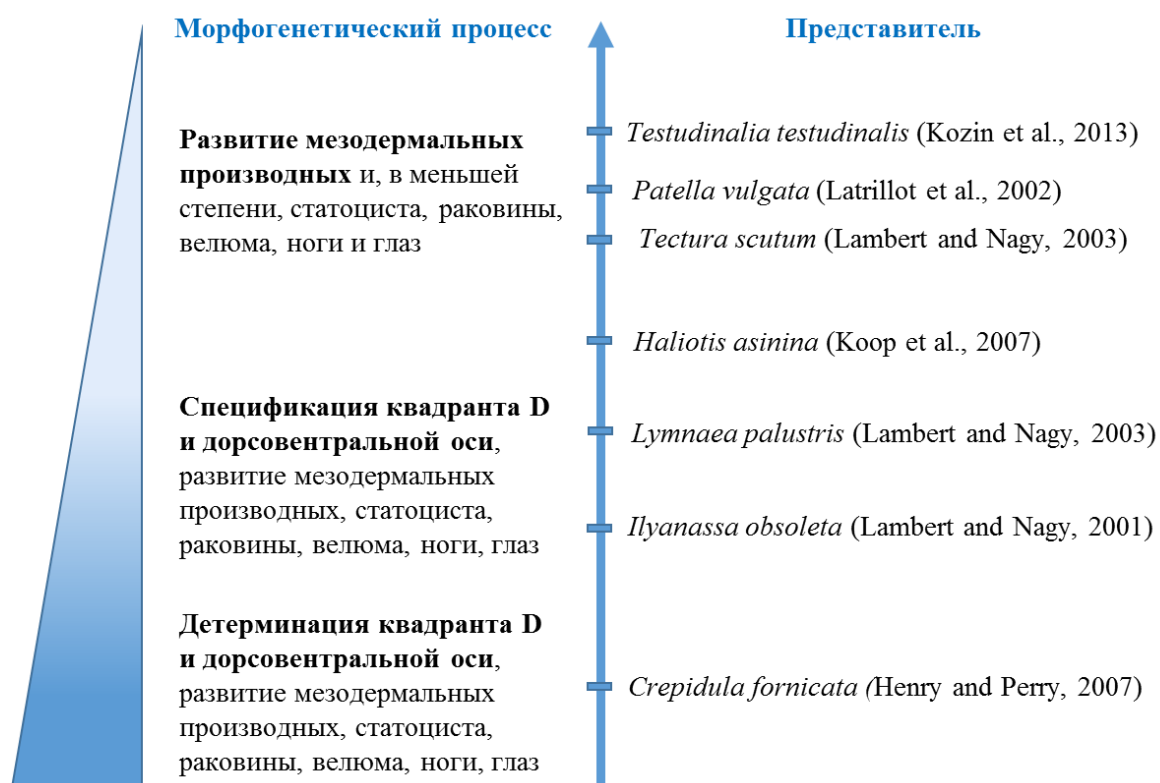 Морфогенетический процесс
Представитель
Развитие мезодермальных
производных и, в меньшей
степени, статоциста, раковины,
велюма, ноги и глаз
Спецификация квадранта D
и дорсовентральной оси,
развитие мезодермальных
производных, статоциста,
раковины, велюма, ноги, глаз
Детерминация квадранта D
и дорсовентральной оси,
развитие мезодермальных
производных, статоциста,
раковины, велюма, ноги, глаз
Testudinalia testudinalis (Kozin et al., 2013)
Patella vulgata (Latrillot et al., 2002)
Tectura scutum (Lambert and Nagy, 2003)
Haliotis asinina (Koop et al., 2007)
Lymnaea palustris (Lambert and Nagy, 2003)
Ilyanassa obsoleta (Lambert and Nagy, 2001)
Crepidula fornicata (Henry and Perry, 2007)